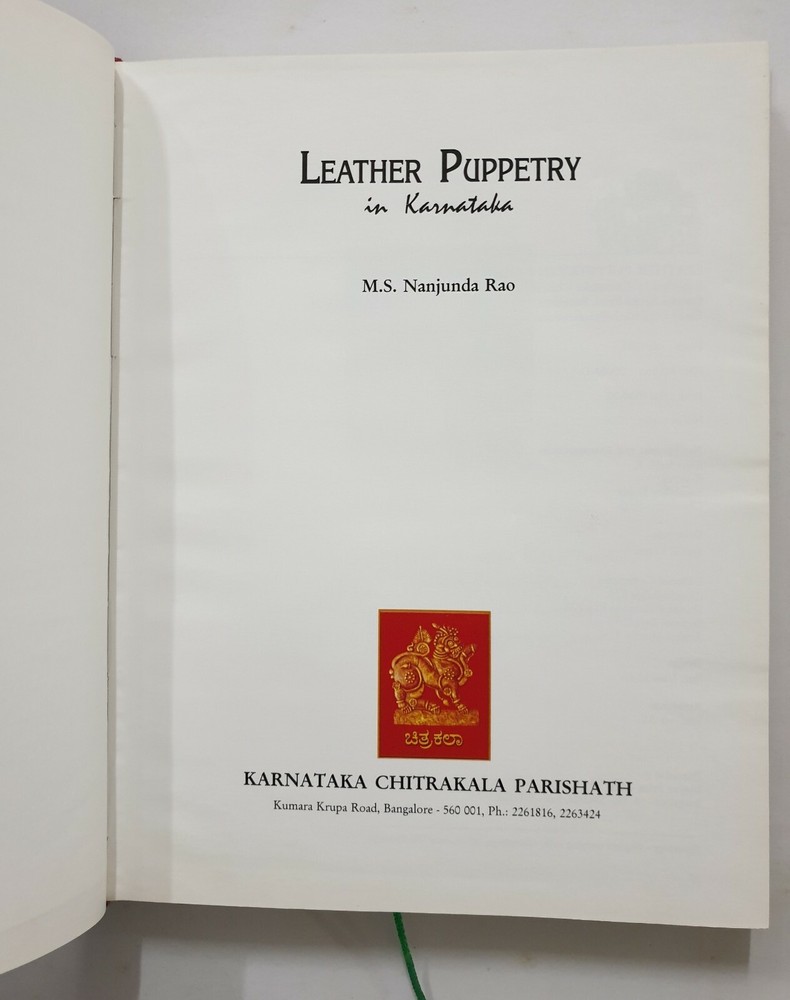 LEATHER PUPPETRY
in Karnataka
M.S. Nanjunda Rao
ಚಿತ್ರಕಲಾ
KARNATAKA CHITRAKALA PARISHATH
Kumara Krupa Road, Bangalore - 560 001, Ph.: 2261816, 2263424